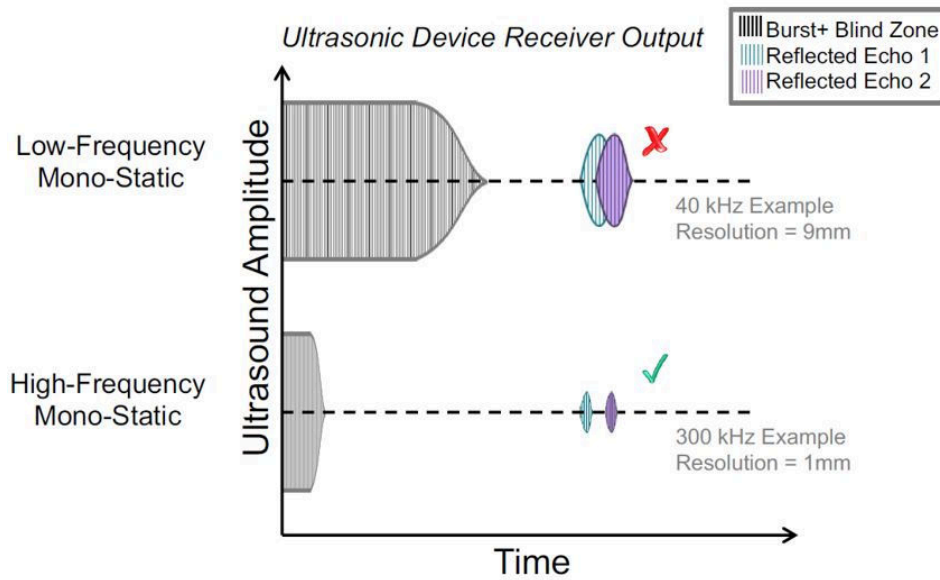 Ultrasonic Device Receiver Output
Burst+ Blind Zone
Reflected Echo 1
Reflected Echo 2
Low-Frequency
Mono-Static
Ultrasound Amplitude
40 kHz Example
Resolution = 9mm
High-Frequency
Mono-Static
300 kHz Example
Resolution = 1mm
Time